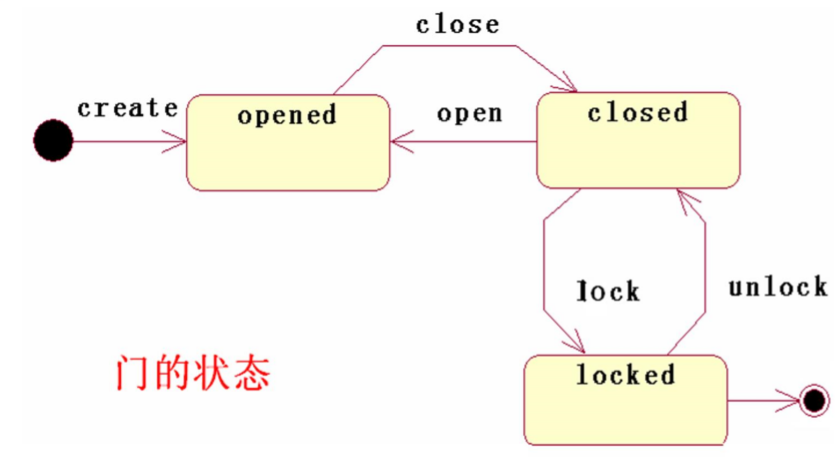 close
create
opened
open
closed
lock
unlock
门的状态
locked